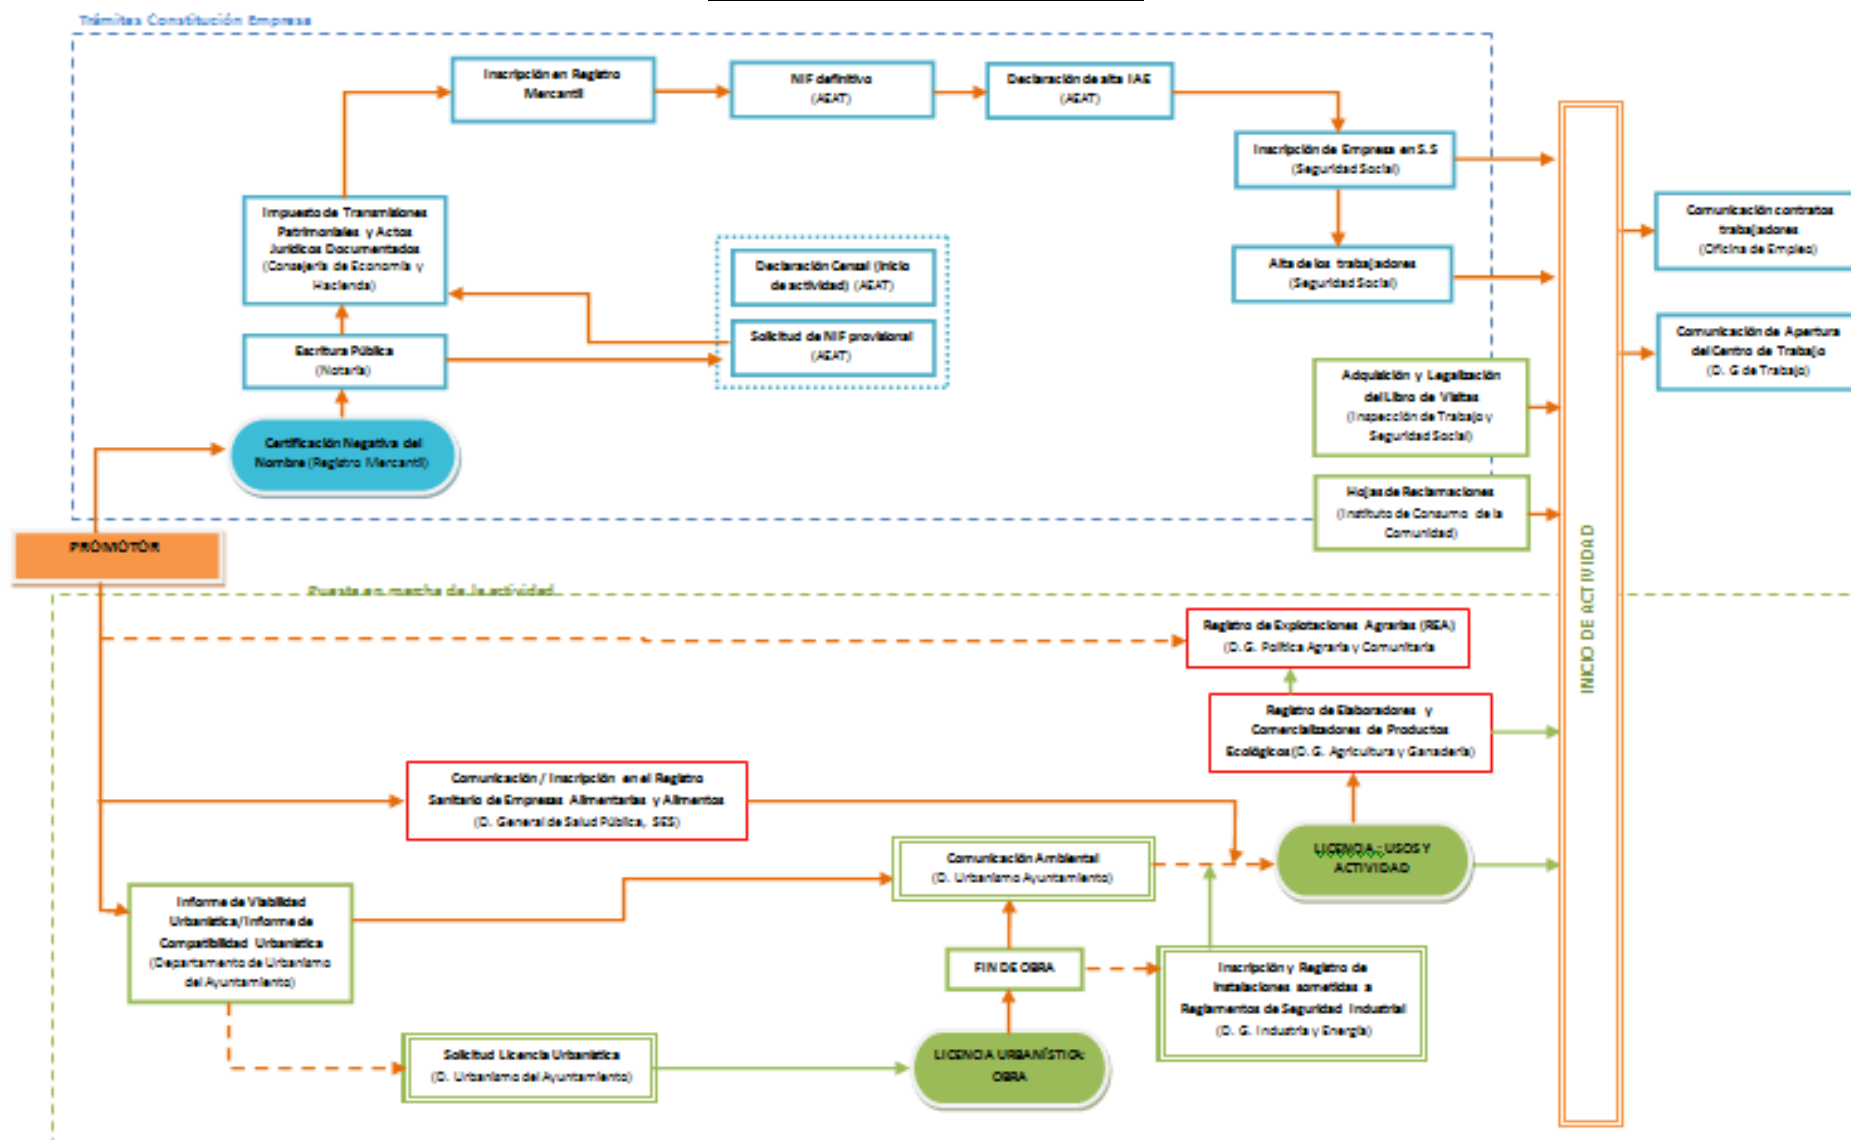 Trámites Constitución Empresa
Inscripción en Registro
Mercantil
NIF definitivo
(AEAT)
Declaración de alta IAE
(AEAT)
Inscripción de Empresa en S.S
(Seguridad Social)
Impuesto de Transmisiones
Patrimoniales y Actos
Jurídicos Documentados
(Consejería de Economía y
Hacienda)
Declaración Censal (Inicio
de actividad) (AEAT)
Solicitud de NIF provisional
(AEAT)
Alta de los trabajadores
(Seguridad Social)
Comunicación contratos
trabajadores
(Oficina de Empleo)
Comunicación de Apertura
del Centro de Trabajo
(D. G de Trabajo)
Escritura Pública
(Notaría)
Adquisición y Legalización
del Libro de Visitas
(Inspección de Trabajo y
Seguridad Social)
Certificación Negativa del
Nombre (Registro Mercantil)
Hojas de Reclamaciones
(Instituto de Consumo de la
Comunidad)
PROMOTOR
INICIO DE ACTIVIDAD
Puesta en marcha de la actividad
Registro de Explotaciones Agrarias (REA)
(D.G. Política Agraria y Comunitaria
Registro de Elaboradores y
Comercializadores de Productos
Ecológicos (D.G. Agricultura y Ganadería)
Comunicación / Inscripción en el Registro
Sanitario de Empresas Alimentarias y Alimentos
(D. General de Salud Pública, SES)
Comunicación Ambiental
(D. Urbanismo Ayuntamiento)
LICENCIA.: USOS Y
ACTIVIDAD
Informe de Viabilidad
Urbanística/Informe de
Compatibilidad Urbanística
(Departamento de Urbanismo
del Ayuntamiento)
FIN DE OBRA
Inscripción y Registro de
Instalaciones sometidas a
Reglamentos de Seguridad Industrial
(D. G. Industria y Energía)
Solicitud Licencia Urbanística
(D. Urbanismo del Ayuntamiento)
LICENCIA URBANÍSTICA:
OBRA